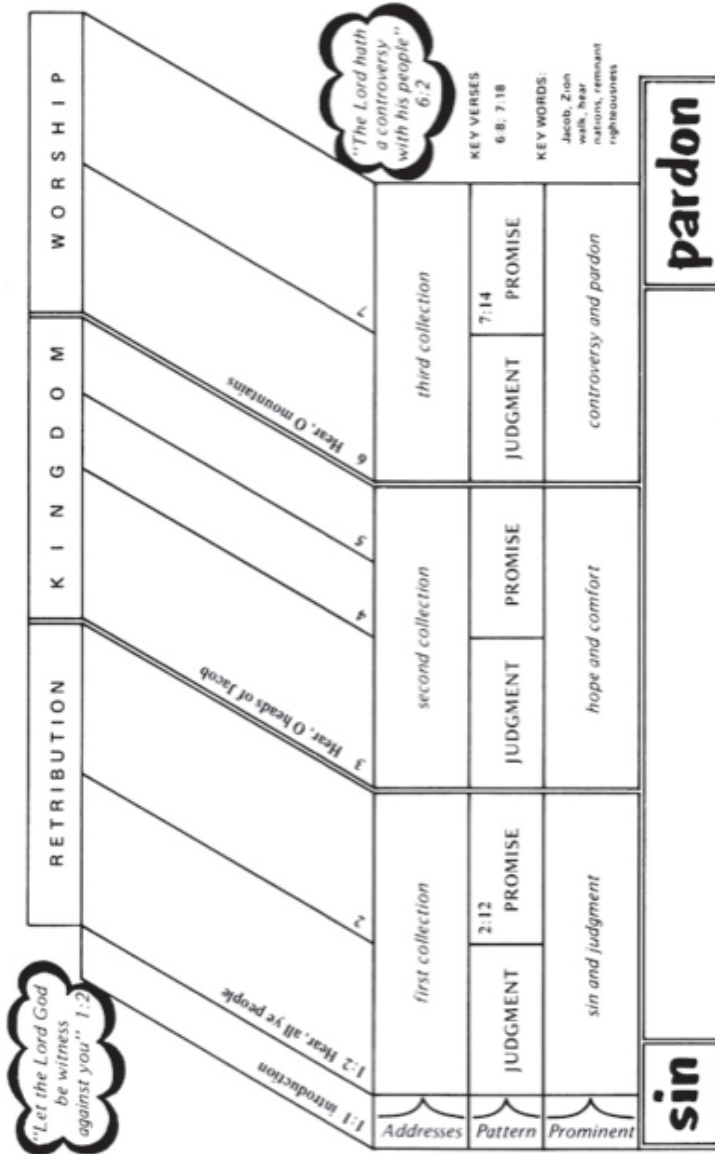 "Let the Lord God
be witness
against you" 1:2
RETRIBUTION
KINGDOM
WORSHIP
1:1 introduction
1:2 Hear, all ye people
2
3 Hear, O heads of Jacob
4
5
6 Hear, O mountains
7
"The Lord hath
a controversy
with his people"
6:2
KEY VERSES
6:8; 7:18
KEY WORDS:
Jacob, Zion
walk, hear
nations, remnant
righteousness
Addresses
first collection
second collection
third collection
Pattern
JUDGMENT
2:12
PROMISE
JUDGMENT
PROMISE
JUDGMENT
7:14
PROMISE
Prominent
sin and judgment
hope and comfort
controversy and pardon
sin
pardon